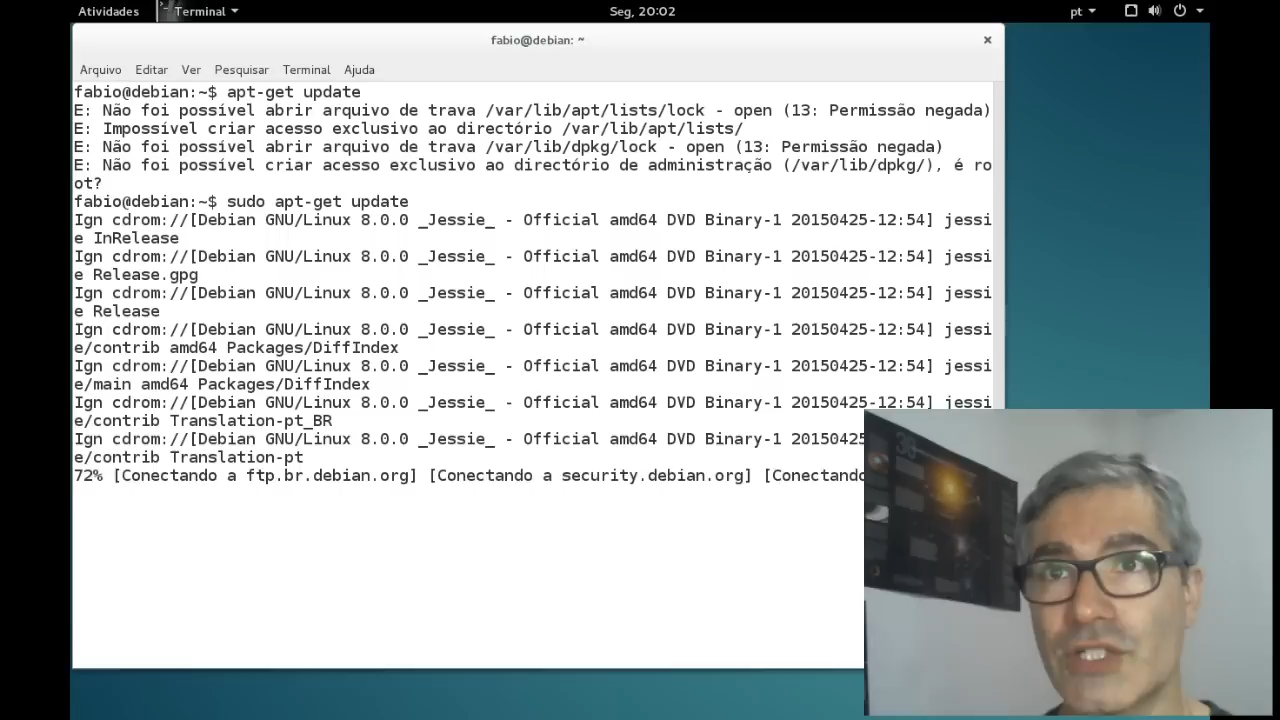 Atividades Terminal Seg, 20:02 pt
fabio@debian: ~
Arquivo Editar Ver Pesquisar Terminal Ajuda
fabio@debian:~$ apt-get update
E: Não foi possível abrir arquivo de trava /var/lib/apt/lists/lock - open (13: Permissão negada)
E: Impossível criar acesso exclusivo ao directório /var/lib/apt/lists/
E: Não foi possível abrir arquivo de trava /var/lib/dpkg/lock - open (13: Permissão negada)
E: Não foi possível criar acesso exclusivo ao directório de administração (/var/lib/dpkg/), é ro
ot?
fabio@debian:~$ sudo apt-get update
Ign cdrom://[Debian GNU/Linux 8.0.0 _Jessie_ - Official amd64 DVD Binary-1 20150425-12:54] jessi
e InRelease
Ign cdrom://[Debian GNU/Linux 8.0.0 _Jessie_ - Official amd64 DVD Binary-1 20150425-12:54] jessi
e Release.gpg
Ign cdrom://[Debian GNU/Linux 8.0.0 _Jessie_ - Official amd64 DVD Binary-1 20150425-12:54] jessi
e Release
Ign cdrom://[Debian GNU/Linux 8.0.0 _Jessie_ - Official amd64 DVD Binary-1 20150425-12:54] jessi
e/contrib amd64 Packages/DiffIndex
Ign cdrom://[Debian GNU/Linux 8.0.0 _Jessie_ - Official amd64 DVD Binary-1 20150425-12:54] jessi
e/main amd64 Packages/DiffIndex
Ign cdrom://[Debian GNU/Linux 8.0.0 _Jessie_ - Official amd64 DVD Binary-1 20150425-12:54] jessi
e/contrib Translation-pt_BR
Ign cdrom://[Debian GNU/Linux 8.0.0 _Jessie_ - Official amd64 DVD Binary-1 20150425-12:54]
e/contrib Translation-pt
72% [Conectando a ftp.br.debian.org] [Conectando a security.debian.org] [Conectando